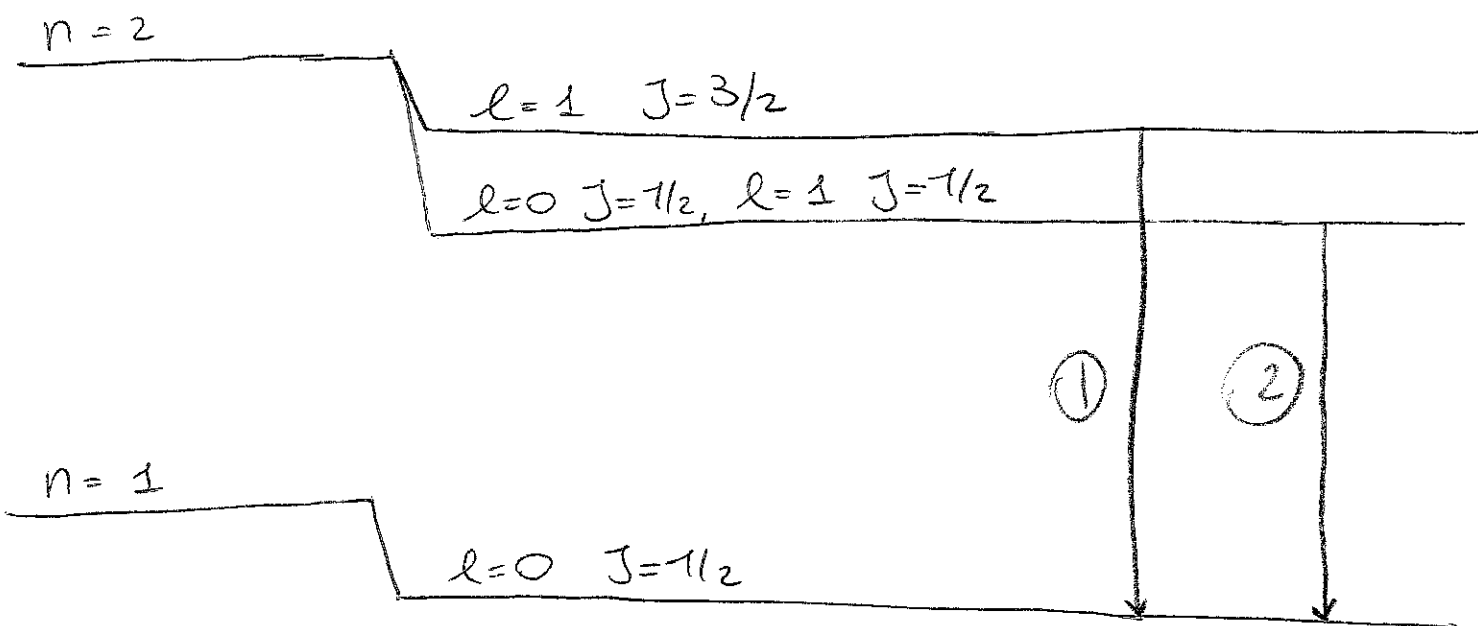 n = 2
l = 1 J = 3/2
l = 0 J = 1/2, l = 1 J = 1/2
1 2
n = 1
l = 0 J = 1/2